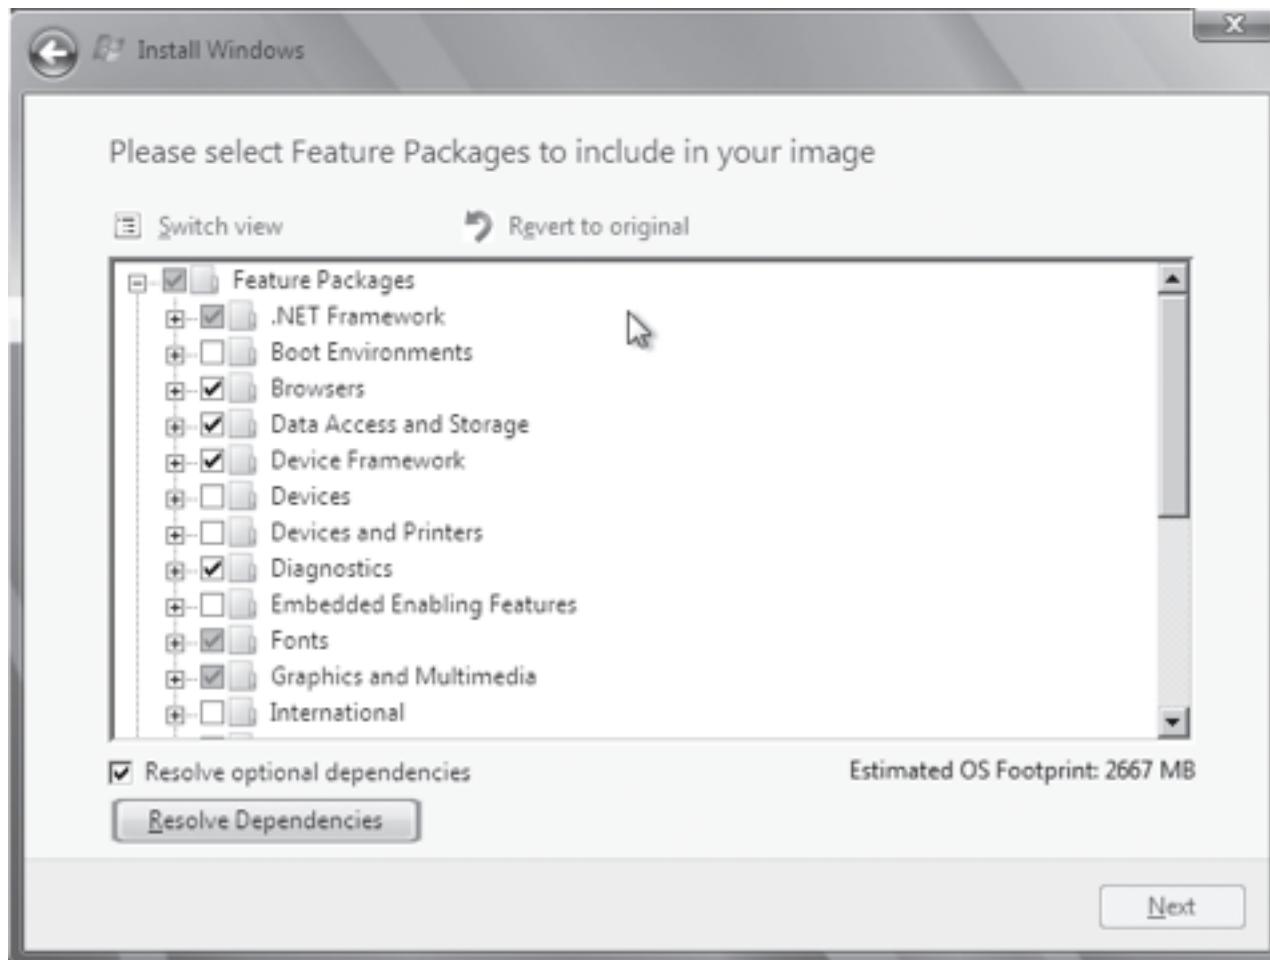 Install Windows
Please select Feature Packages to include in your image
Switch view Revert to original
Feature Packages
.NET Framework
Boot Environments
Browsers
Data Access and Storage
Device Framework
Devices
Devices and Printers
Diagnostics
Embedded Enabling Features
Fonts
Graphics and Multimedia
International
Resolve optional dependencies Estimated OS Footprint: 2667 MB
Resolve Dependencies
Next